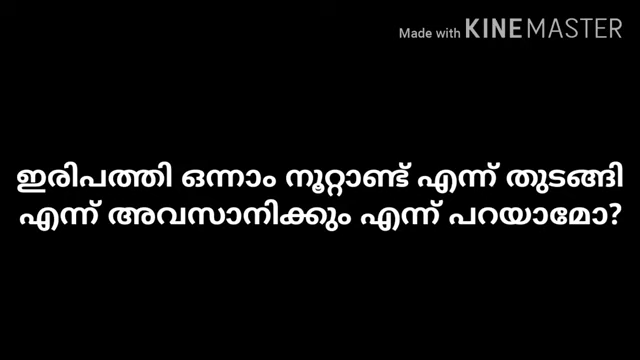 Made with KINEMASTER
ഇരിപത്തി ഒന്നാം നൂറ്റാണ്ട് എന്ന് തുടങ്ങി
എന്ന് അവസാനിക്കും എന്ന് പറയാമോ?